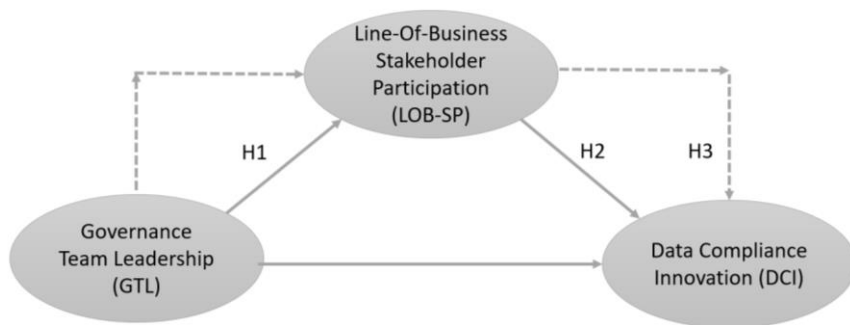 Line-Of-Business
Stakeholder
Participation
(LOB-SP)
H1
H2
H3
Governance
Team Leadership
(GTL)
Data Compliance
Innovation (DCI)